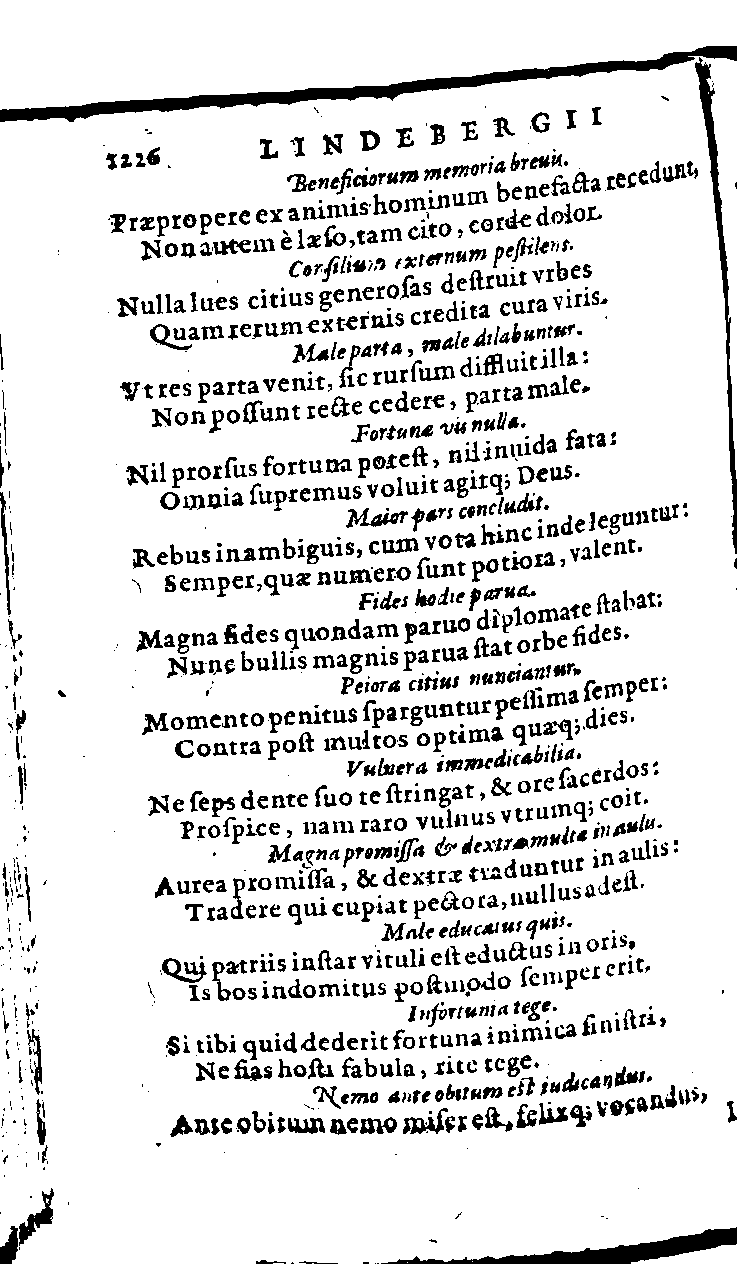 1226 LINDEBERGII
Beneficiorum memoria breuis.
Præpropere ex animis hominum benefacta recedunt,
Non autem è læso, tam cito, corde dolor.
Consilium externum pestilens.
Nulla lues citius generosas destruit vrbes
Quam rerum externis credita cura viris.
Male parta, male dilabuntur.
Vt res parta venit, sic rursum diffluit illa:
Non possunt recte cedere, parta male.
Fortunæ vis nulla.
Nil prorsus fortuna potest, nil inuida fata:
Omnia supremus voluit agitq; Deus.
Maior pars concludit.
Rebus in ambiguis, cum vota hinc inde leguntur:
Semper, quæ numero sunt potiora, valent.
Fides hodie parua.
Magna fides quondam paruo diplomate stabat:
Nunc bullis magnis parua stat orbe fides.
Peiora citius nunciantur.
Momento penitus sparguntur pessima semper:
Contra post multos optima quæq; dies.
Vulnera immedicabilia.
Ne seps dente suo te stringat, & ore sacerdos:
Prospice, nam raro vulnus vtrumq; coit.
Magna promissa & dextræ multæ in aula.
Aurea promissa, & dextræ traduntur in aulis:
Tradere qui cupiat pectora, nullus adest.
Male educatus quis.
Qui patriis instar vituli est eductus in oris,
Is bos indomitus postmodo semper erit.
Infortunia tege.
Si tibi quid dederit fortuna inimica sinistri,
Ne fias hosti fabula, rite tege.
Nemo ante obitum est iudicandus.
Ante obitum nemo miser est, felixq; vocandus,